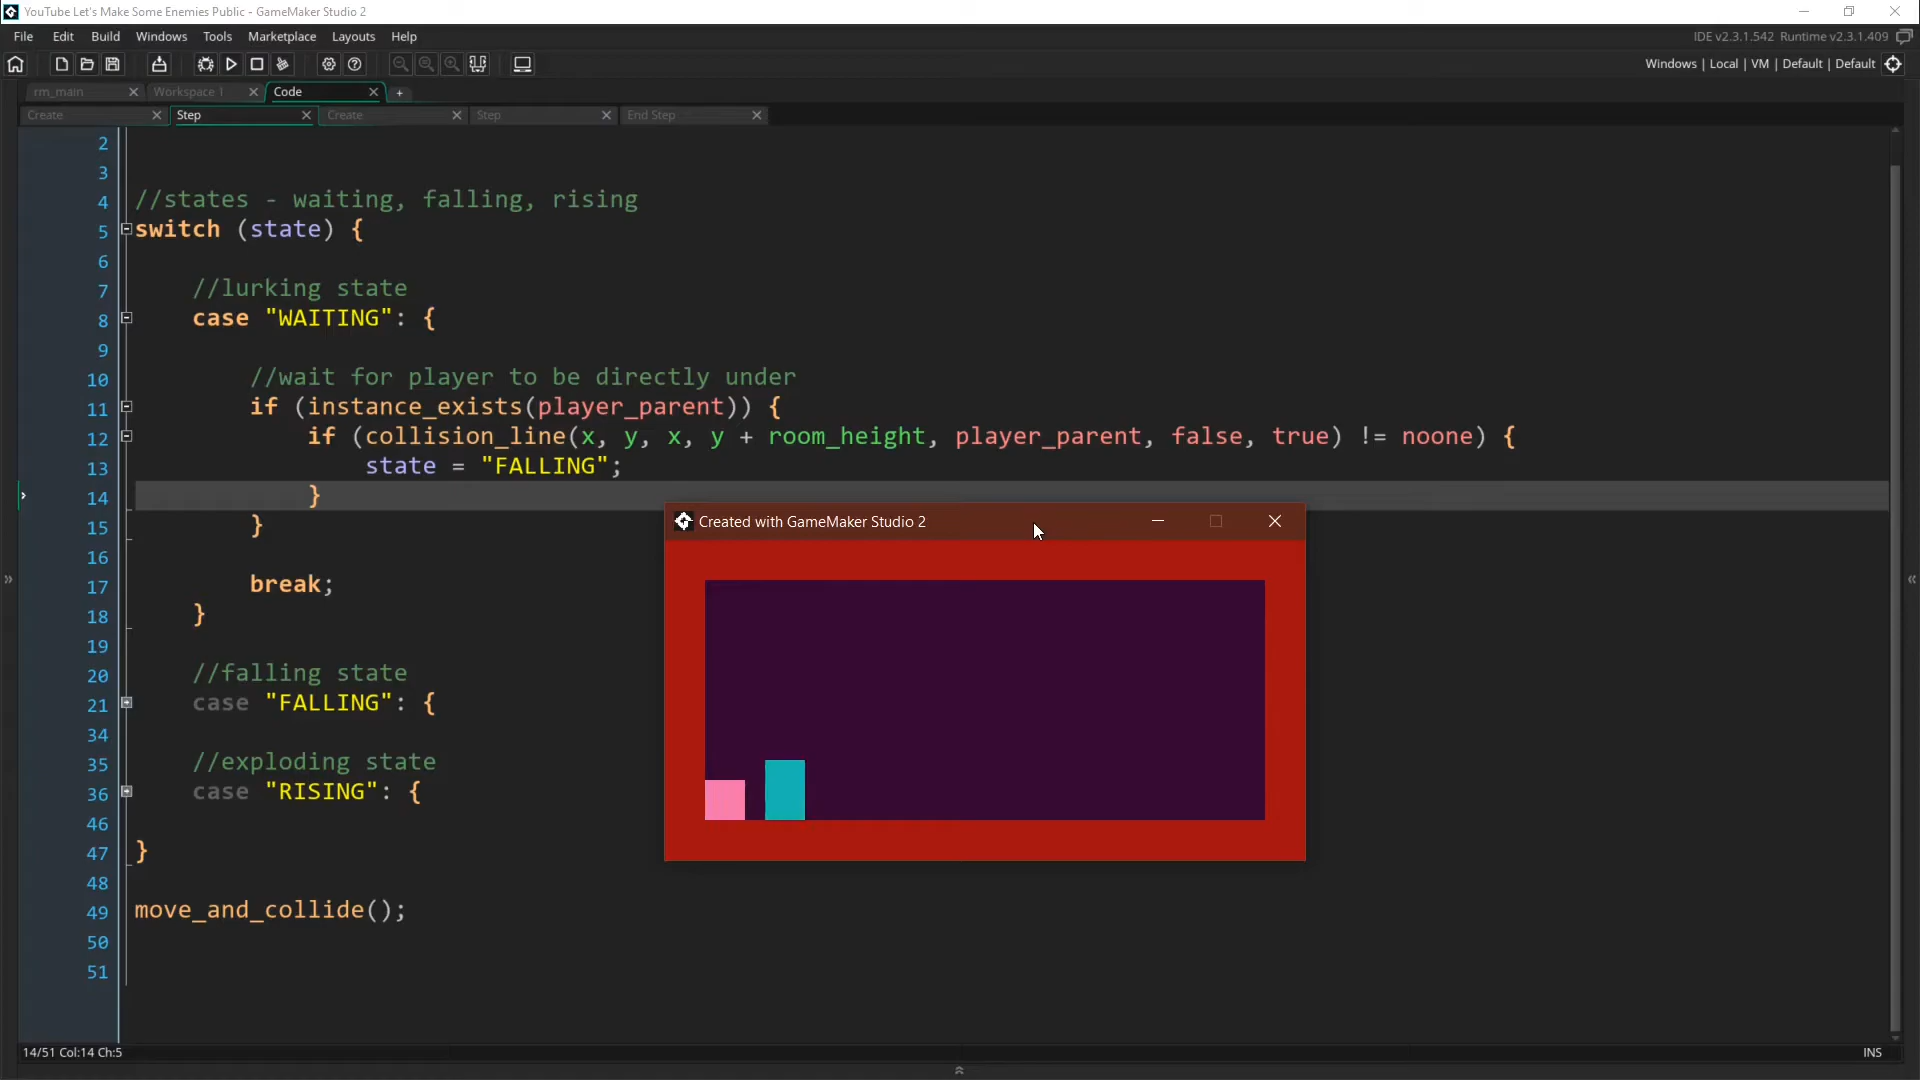 YouTube Let's Make Some Enemies Public - GameMaker Studio 2
File Edit Build Windows Tools Marketplace Layouts Help
IDE v2.3.1.542 Runtime v2.3.1.409
Windows | Local | VM | Default | Default
rm_main Workspace 1 Code
Create Step Create Step End Step
2
3
4 //states - waiting, falling, rising
5 switch (state) {
6
7 //lurking state
8 case "WAITING": {
9
10 //wait for player to be directly under
11 if (instance_exists(player_parent)) {
12 if (collision_line(x, y, x, y + room_height, player_parent, false, true) != noone) {
13 state = "FALLING";
14 }
15 }
16
17 break;
18 }
19
20 //falling state
21 case "FALLING": {
34
35 //exploding state
36 case "RISING": {
46
47 }
48
49 move_and_collide();
50
51
Created with GameMaker Studio 2
14/51 Col:14 Ch:5
INS